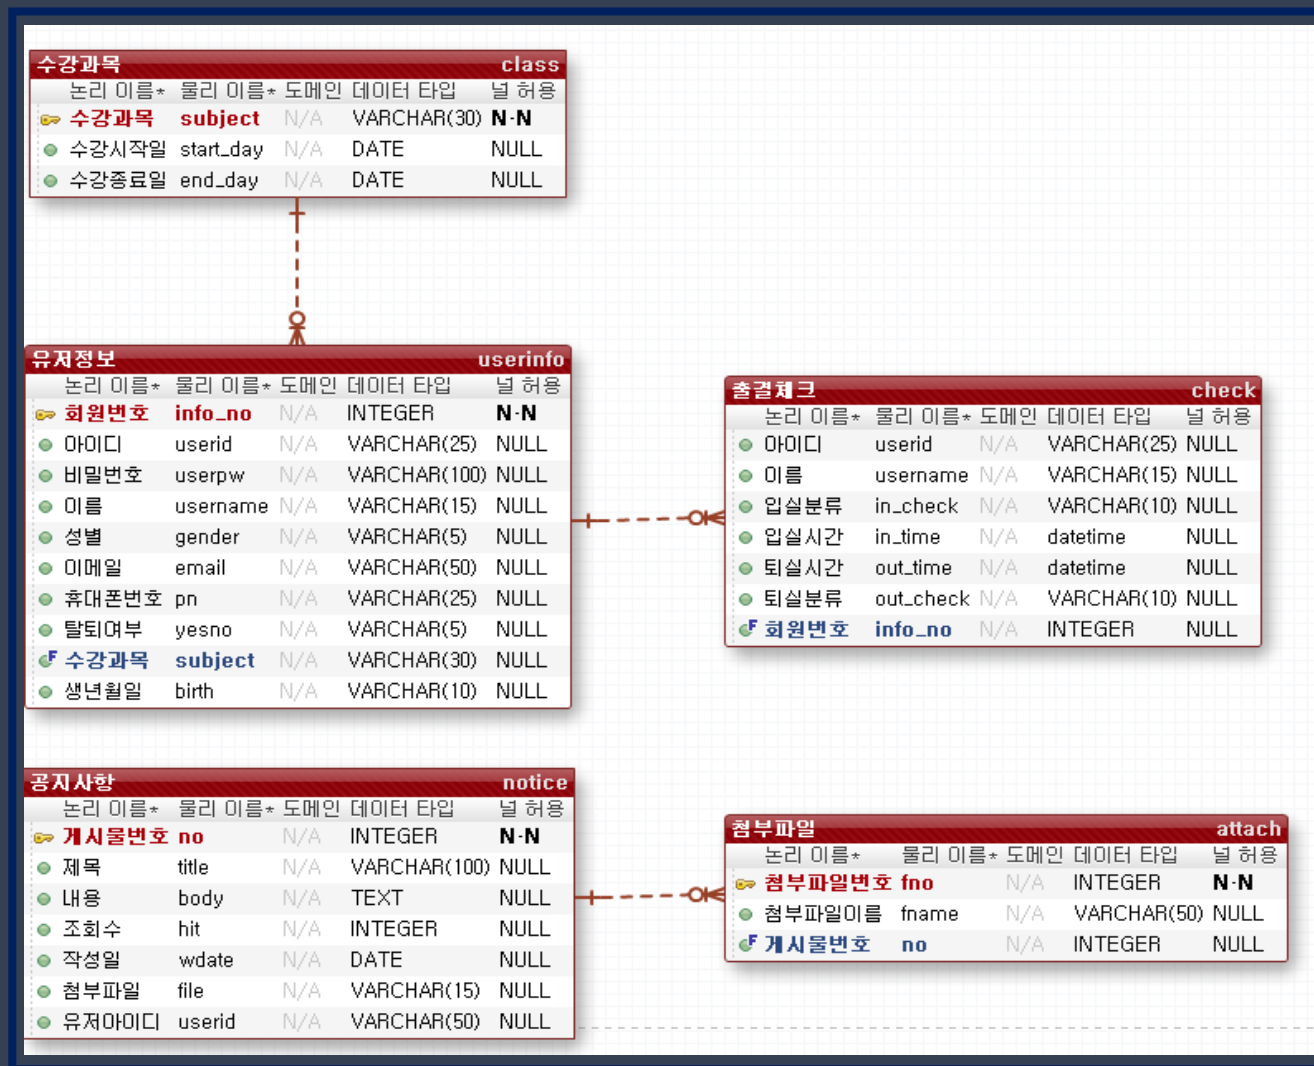 수강과목 class
논리 이름* 물리 이름* 도메인 데이터 타입 널 허용
수강과목 subject N/A VARCHAR(30) N-N
수강시작일 start_day N/A DATE NULL
수강종료일 end_day N/A DATE NULL
유저정보 userinfo
논리 이름* 물리 이름* 도메인 데이터 타입 널 허용
회원번호 info_no N/A INTEGER N-N
아이디 userid N/A VARCHAR(25) NULL
비밀번호 userpw N/A VARCHAR(100) NULL
이름 username N/A VARCHAR(15) NULL
성별 gender N/A VARCHAR(5) NULL
이메일 email N/A VARCHAR(50) NULL
휴대폰번호 pn N/A VARCHAR(25) NULL
탈퇴여부 yesno N/A VARCHAR(5) NULL
수강과목 subject N/A VARCHAR(30) NULL
생년월일 birth N/A VARCHAR(10) NULL
출결체크 check
논리 이름* 물리 이름* 도메인 데이터 타입 널 허용
아이디 userid N/A VARCHAR(25) NULL
이름 username N/A VARCHAR(15) NULL
입실분류 in_check N/A VARCHAR(10) NULL
입실시간 in_time N/A datetime NULL
퇴실시간 out_time N/A datetime NULL
퇴실분류 out_check N/A VARCHAR(10) NULL
회원번호 info_no N/A INTEGER NULL
공지사항 notice
논리 이름* 물리 이름* 도메인 데이터 타입 널 허용
게시물번호 no N/A INTEGER N-N
제목 title N/A VARCHAR(100) NULL
내용 body N/A TEXT NULL
조회수 hit N/A INTEGER NULL
작성일 wdate N/A DATE NULL
첨부파일 file N/A VARCHAR(15) NULL
유저아이디 userid N/A VARCHAR(50) NULL
첨부파일 attach
논리 이름* 물리 이름* 도메인 데이터 타입 널 허용
첨부파일번호 fno N/A INTEGER N-N
첨부파일이름 fname N/A VARCHAR(50) NULL
게시물번호 no N/A INTEGER NULL